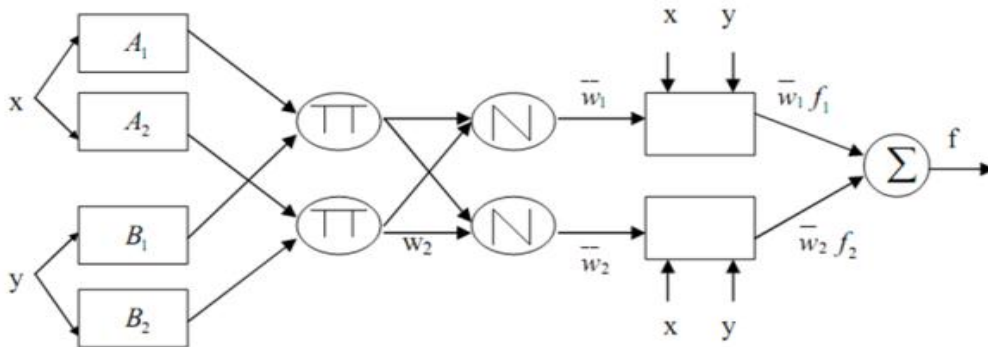 x y
A₁
x
A₂
Π N w̄₁ w̄₁ f₁
Σ f
B₁
Π w₂ N w̄₂ w̄₂ f₂
y
B₂
x y